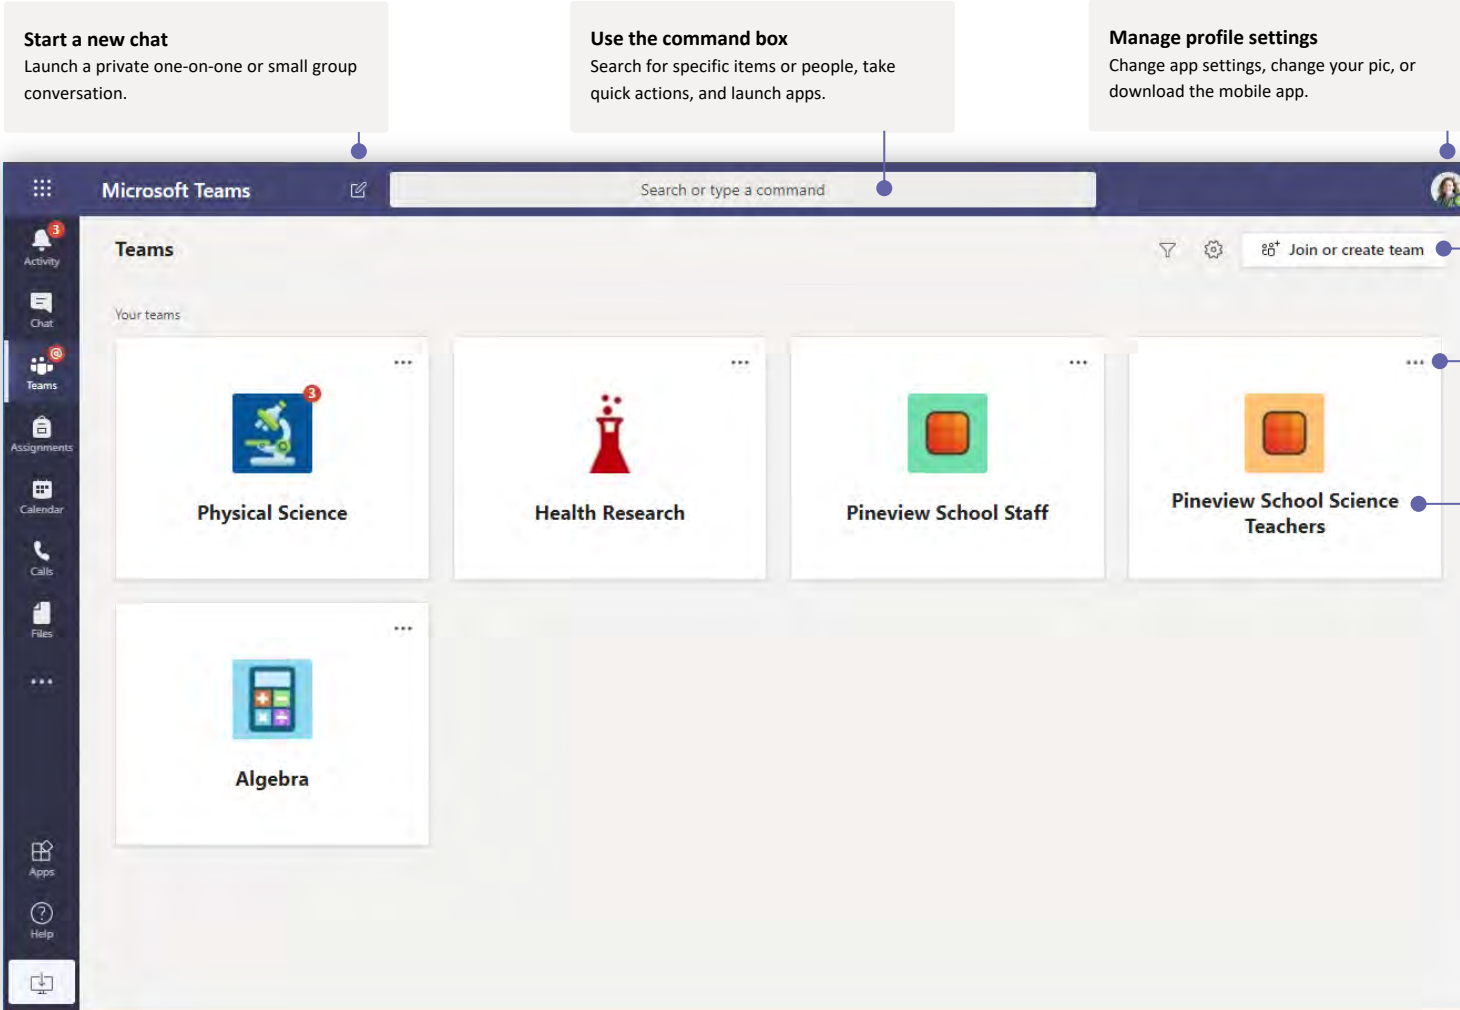 Start a new chat
Launch a private one-on-one or small group
conversation.
Use the command box
Search for specific items or people, take
quick actions, and launch apps.
Manage profile settings
Change app settings, change your pic, or
download the mobile app.
Microsoft Teams
Search or type a command
3
Activity
Chat
@
Teams
Assignments
Calendar
Calls
Files
Apps
Help
Teams
Join or create team
Your teams
3
Physical Science
Health Research
Pineview School Staff
Pineview School Science
Teachers
Algebra